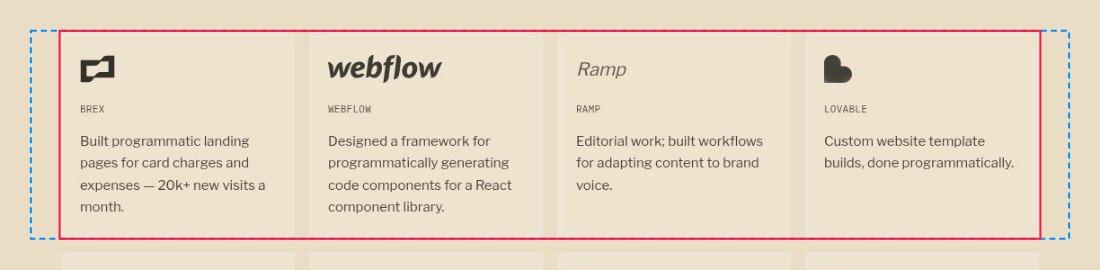 webflow
Ramp
BREX
WEBFLOW
RAMP
LOVABLE
Built programmatic landing
pages for card charges and
expenses — 20k+ new visits a
month.
Designed a framework for
programmatically generating
code components for a React
component library.
Editorial work; built workflows
for adapting content to brand
voice.
Custom website template
builds, done programmatically.